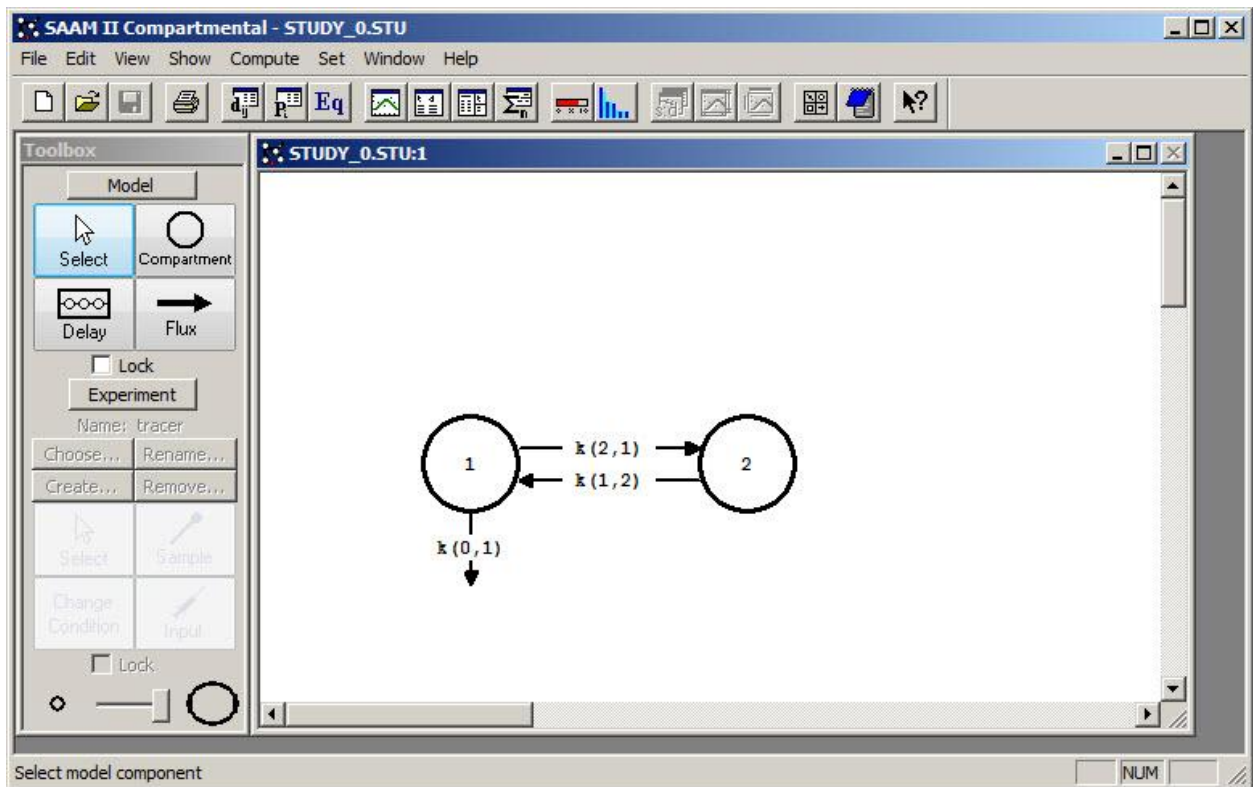 SAAM II Compartmental - STUDY_0.STU
File Edit View Show Compute Set Window Help
Eq
Toolbox
STUDY_0.STU:1
Model
Select
Compartment
Delay
Flux
Lock
Experiment
Name: tracer
Choose... Rename...
Create... Remove...
Select
Sample
Change Condition
Input
Lock
1
k(2,1)
k(1,2)
2
k(0,1)
Select model component
NUM